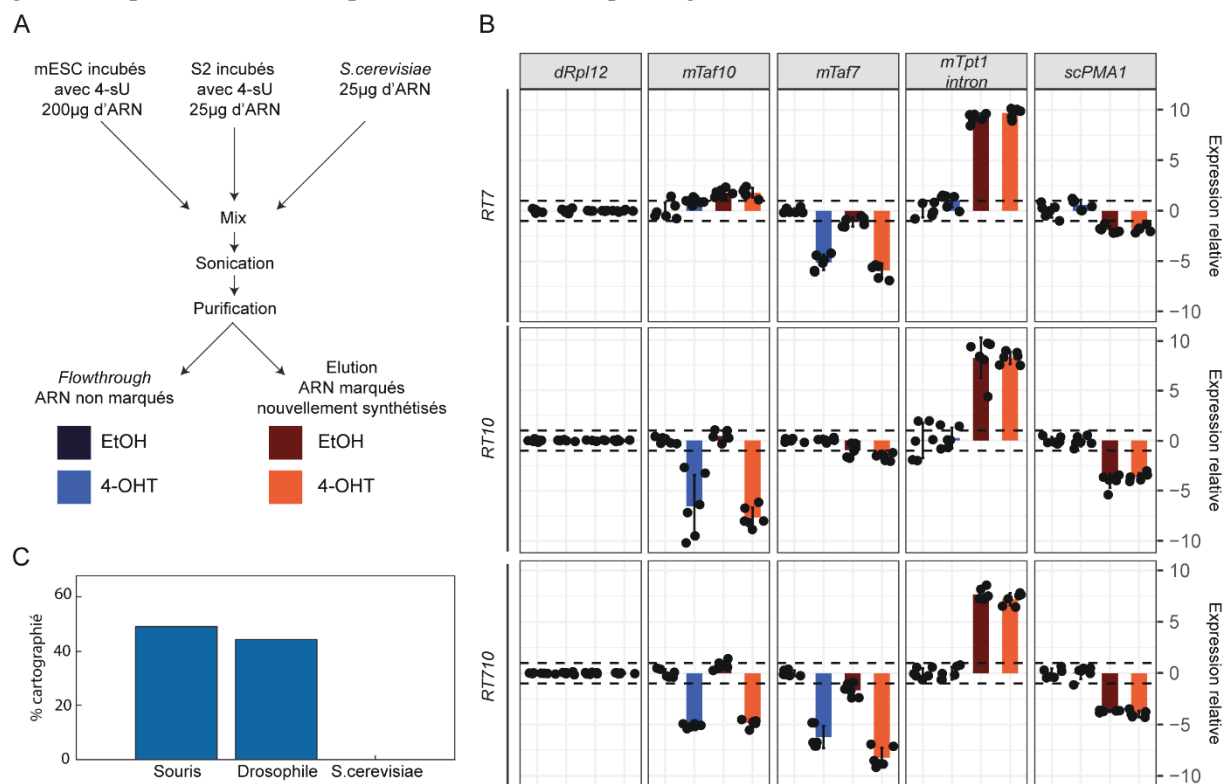 A
mESC incubés
avec 4-sU
200µg d'ARN
S2 incubés
avec 4-sU
25µg d'ARN
S.cerevisiae
25µg d'ARN
Mix
Sonication
Purification
Flowthrough
ARN non marqués
Elution
ARN marqués
nouvellement synthétisés
EtOH
4-OHT
EtOH
4-OHT
B
dRpl12
mTaf10
mTaf7
mTpt1
intron
scPMA1
RT7
10
5
0
−5
−10
Expression relative
RT10
10
5
0
−5
−10
Expression relative
RT710
10
5
0
−5
−10
Expression relative
C
% cartographié
60
40
20
0
Souris
Drosophile
S.cerevisiae